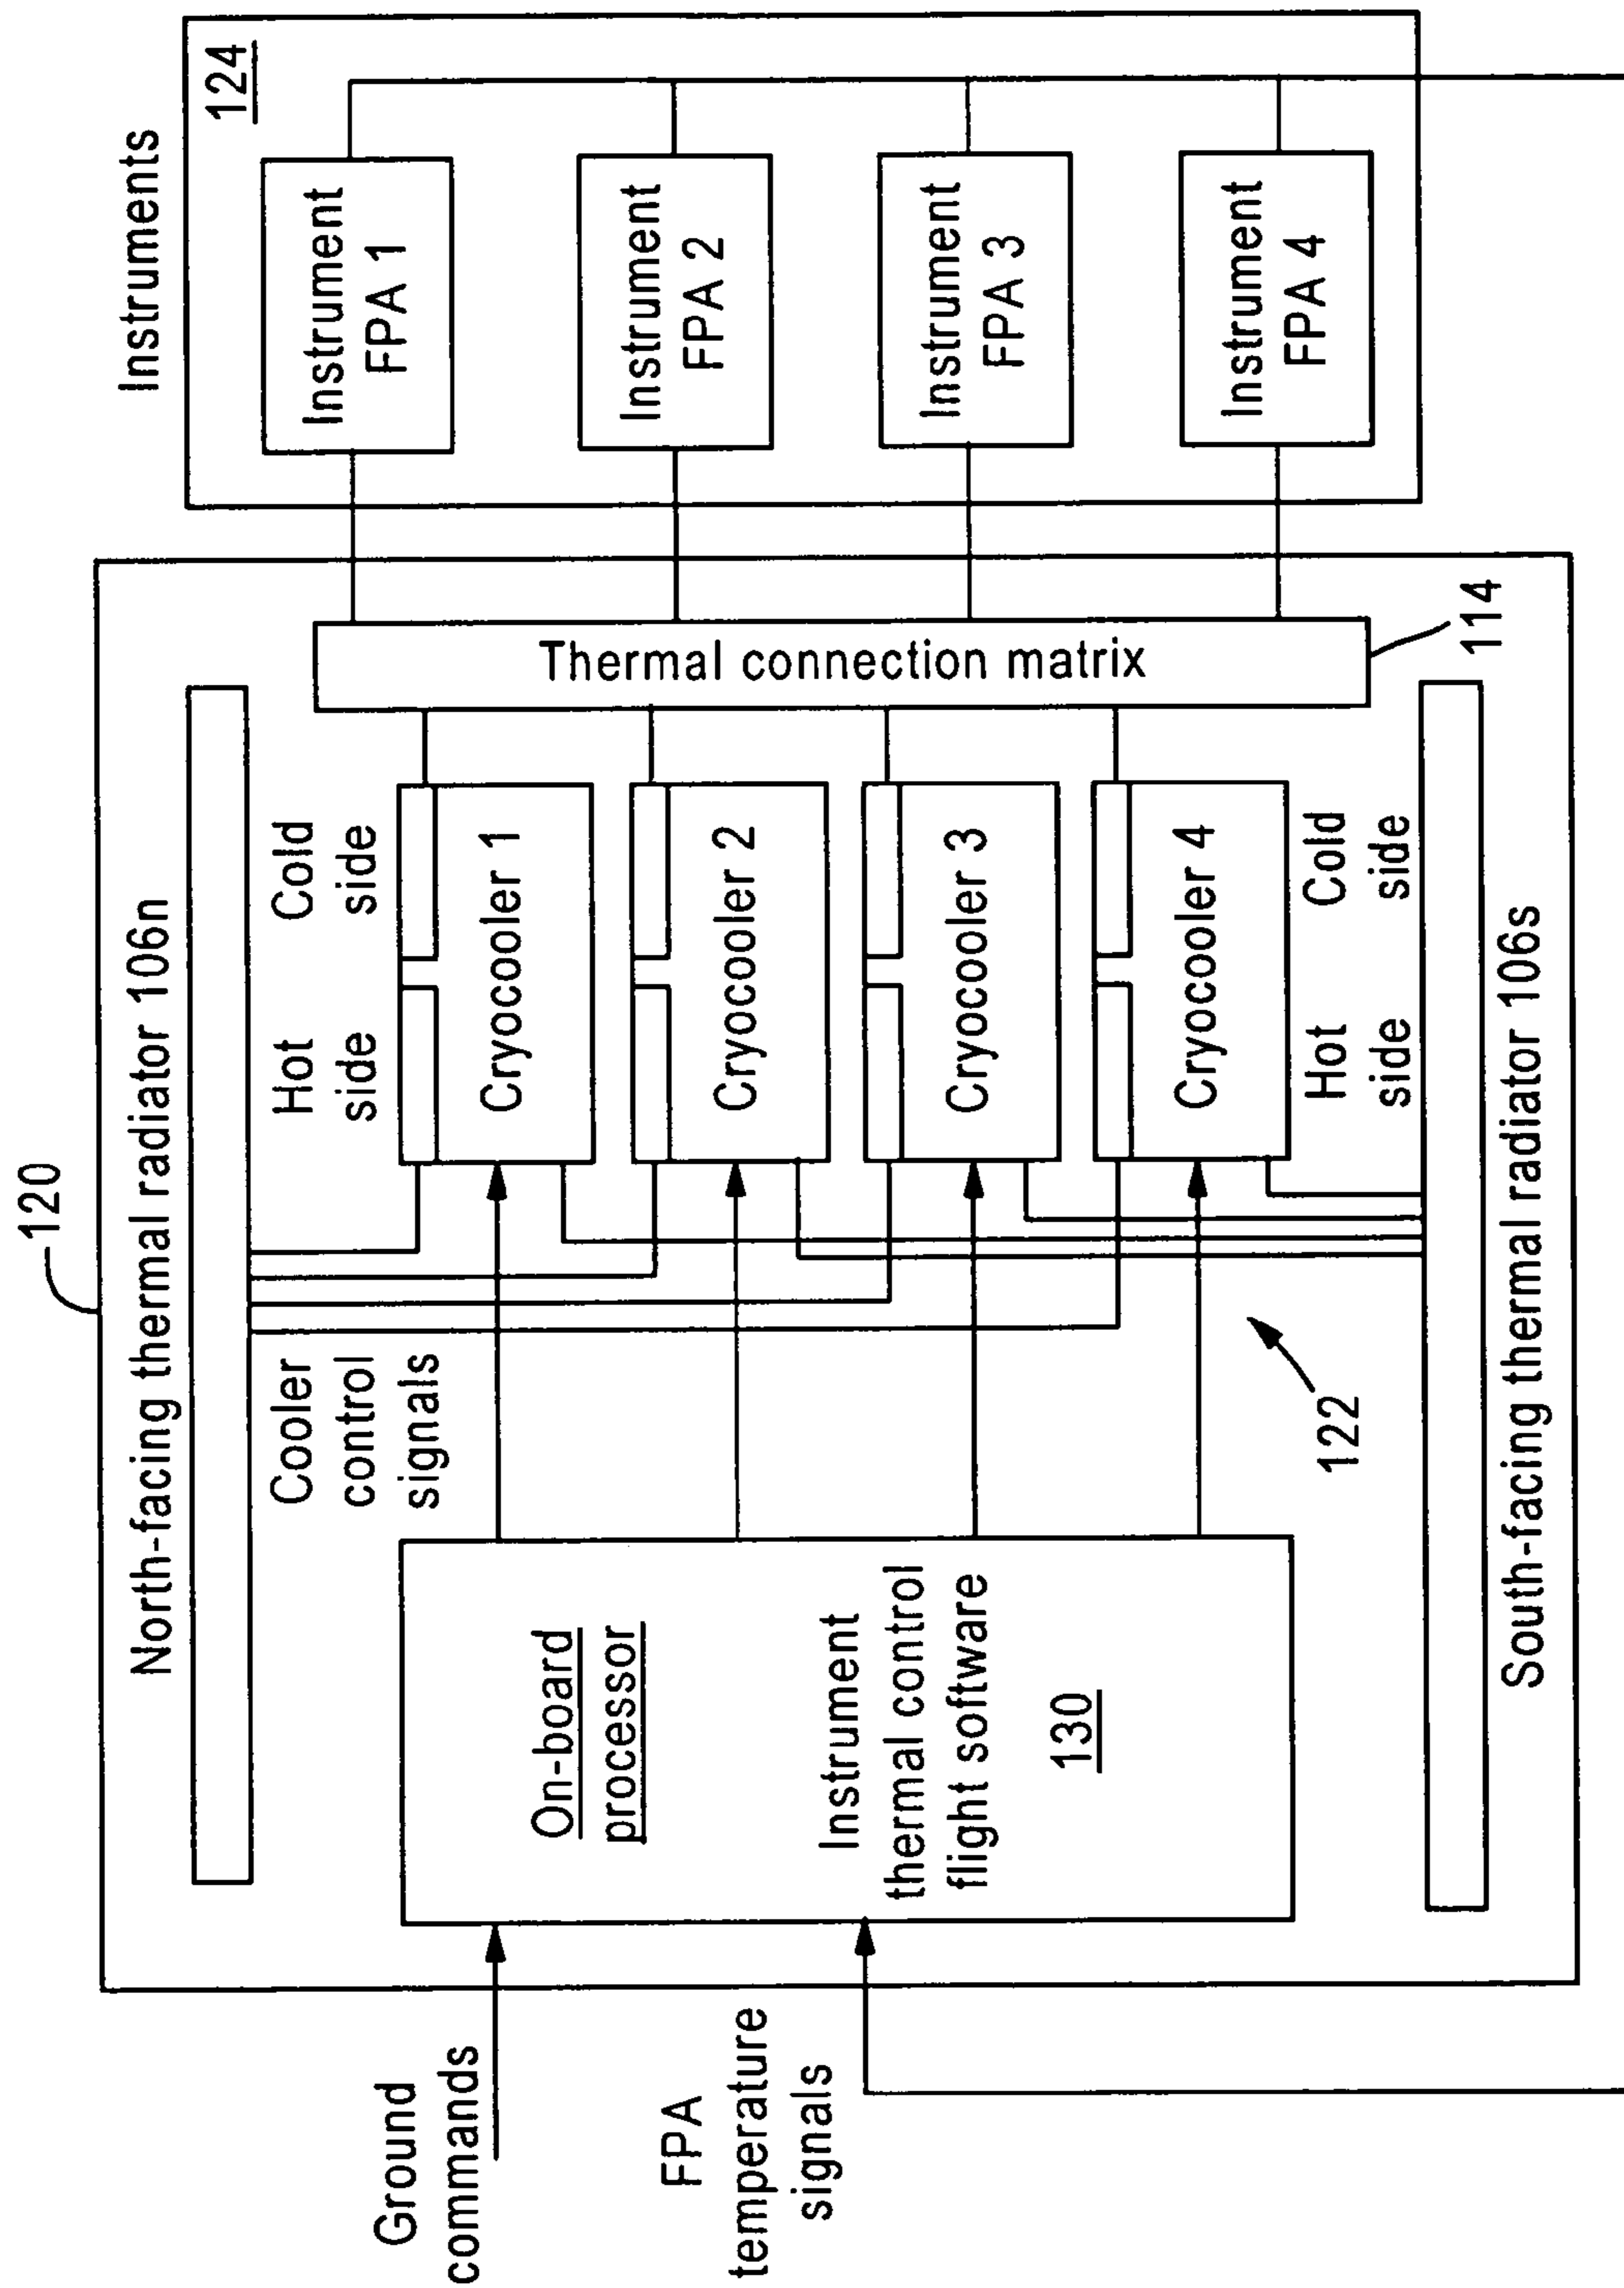 120
North-facing thermal radiator 106n
Instruments
124
Ground
commands
FPA
temperature
signals
On-board
processor
Instrument
thermal control
flight software
130
Cooler
control
signals
Hot
side
Cold
side
Cryocooler 1
Cryocooler 2
Cryocooler 3
Cryocooler 4
Hot
side
Cold
side
122
Thermal connection matrix
114
Instrument
FPA 1
Instrument
FPA 2
Instrument
FPA 3
Instrument
FPA 4
South-facing thermal radiator 106s